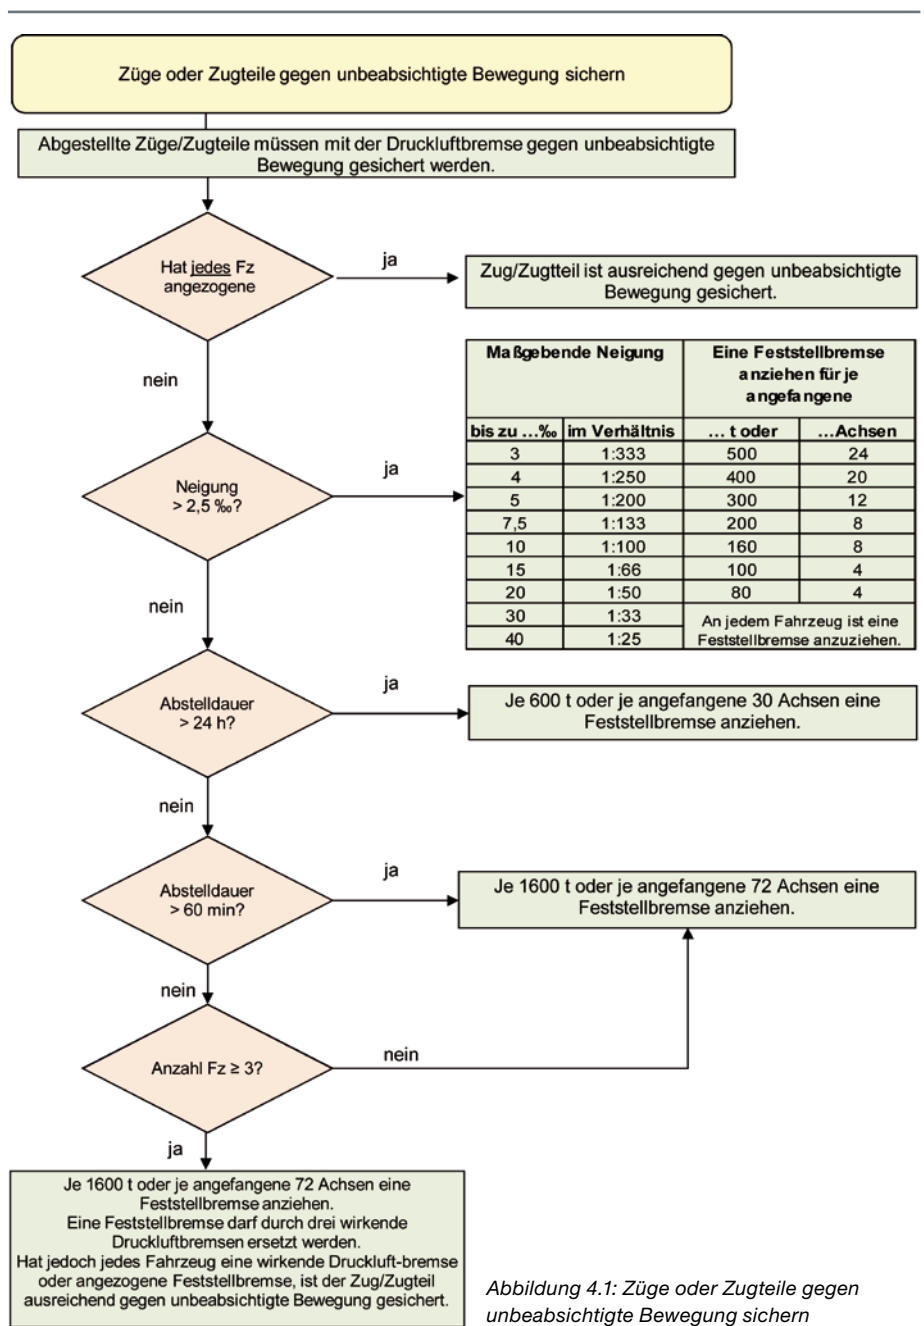 Züge oder Zugteile gegen unbeabsichtigte Bewegung sichern
Abgestellte Züge/Zugteile müssen mit der Druckluftbremse gegen unbeabsichtigte
Bewegung gesichert werden.
Hat jedes Fz
angezogene
ja
Zug/Zugtteil ist ausreichend gegen unbeabsichtigte
Bewegung gesichert.
nein
Maßgebende Neigung
Eine Feststellbremse
anziehen für je
angefangene
bis zu ...‰ im Verhältnis ... t oder ...Achsen
3 1:333 500 24
4 1:250 400 20
5 1:200 300 12
7,5 1:133 200 8
10 1:100 160 8
15 1:66 100 4
20 1:50 80 4
30 1:33
40 1:25
An jedem Fahrzeug ist eine
Feststellbremse anzuziehen.
Neigung
> 2,5 ‰?
ja
nein
Abstelldauer
> 24 h?
ja
Je 600 t oder je angefangene 30 Achsen eine
Feststellbremse anziehen.
nein
Abstelldauer
> 60 min?
ja
Je 1600 t oder je angefangene 72 Achsen eine
Feststellbremse anziehen.
nein
Anzahl Fz ≥ 3?
nein
ja
Je 1600 t oder je angefangene 72 Achsen eine
Feststellbremse anziehen.
Eine Feststellbremse darf durch drei wirkende
Druckluftbremsen ersetzt werden.
Hat jedoch jedes Fahrzeug eine wirkende Druckluft-bremse
oder angezogene Feststellbremse, ist der Zug/Zugteil
ausreichend gegen unbeabsichtigte Bewegung gesichert.
Abbildung 4.1: Züge oder Zugteile gegen
unbeabsichtigte Bewegung sichern